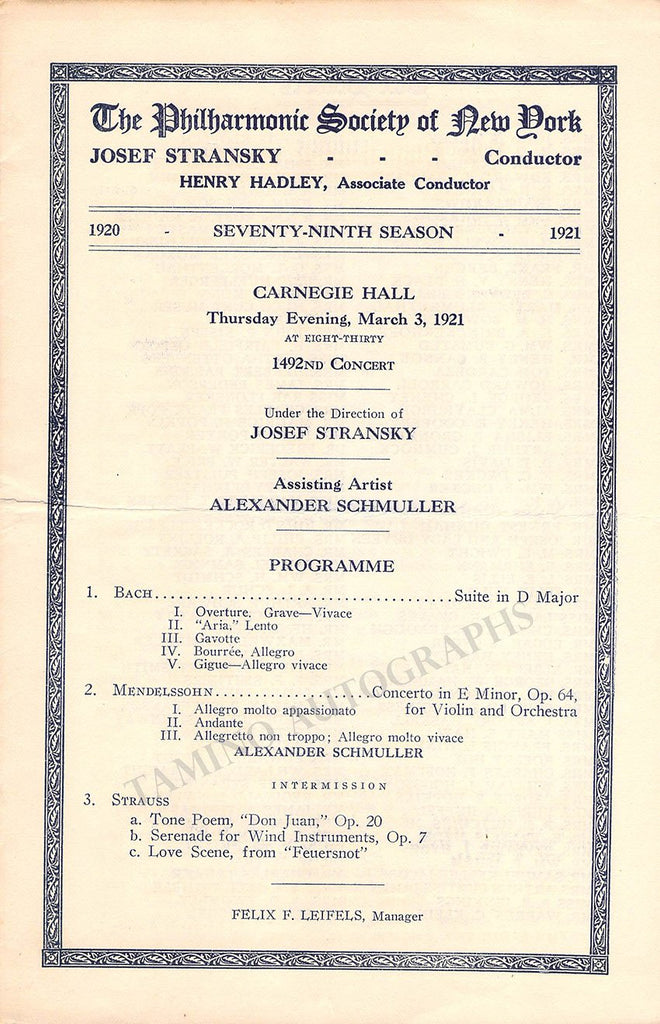 The Philharmonic Society of New York
JOSEF STRANSKY - - - Conductor
HENRY HADLEY, Associate Conductor
1920 - SEVENTY-NINTH SEASON - 1921
CARNEGIE HALL
Thursday Evening, March 3, 1921
AT EIGHT-THIRTY
1492ND CONCERT
Under the Direction of
JOSEF STRANSKY
Assisting Artist
ALEXANDER SCHMULLER
PROGRAMME
1. BACH.....................................Suite in D Major
I. Overture. Grave—Vivace
II. "Aria." Lento
III. Gavotte
IV. Bourrée, Allegro
V. Gigue—Allegro vivace
2. MENDELSSOHN....................Concerto in E Minor, Op. 64,
I. Allegro molto appassionato for Violin and Orchestra
II. Andante
III. Allegretto non troppo; Allegro molto vivace
ALEXANDER SCHMULLER
INTERMISSION
3. STRAUSS
a. Tone Poem, "Don Juan," Op. 20
b. Serenade for Wind Instruments, Op. 7
c. Love Scene, from "Feuersnot"
FELIX F. LEIFELS, Manager
TAMINO AUTOGRAPHS